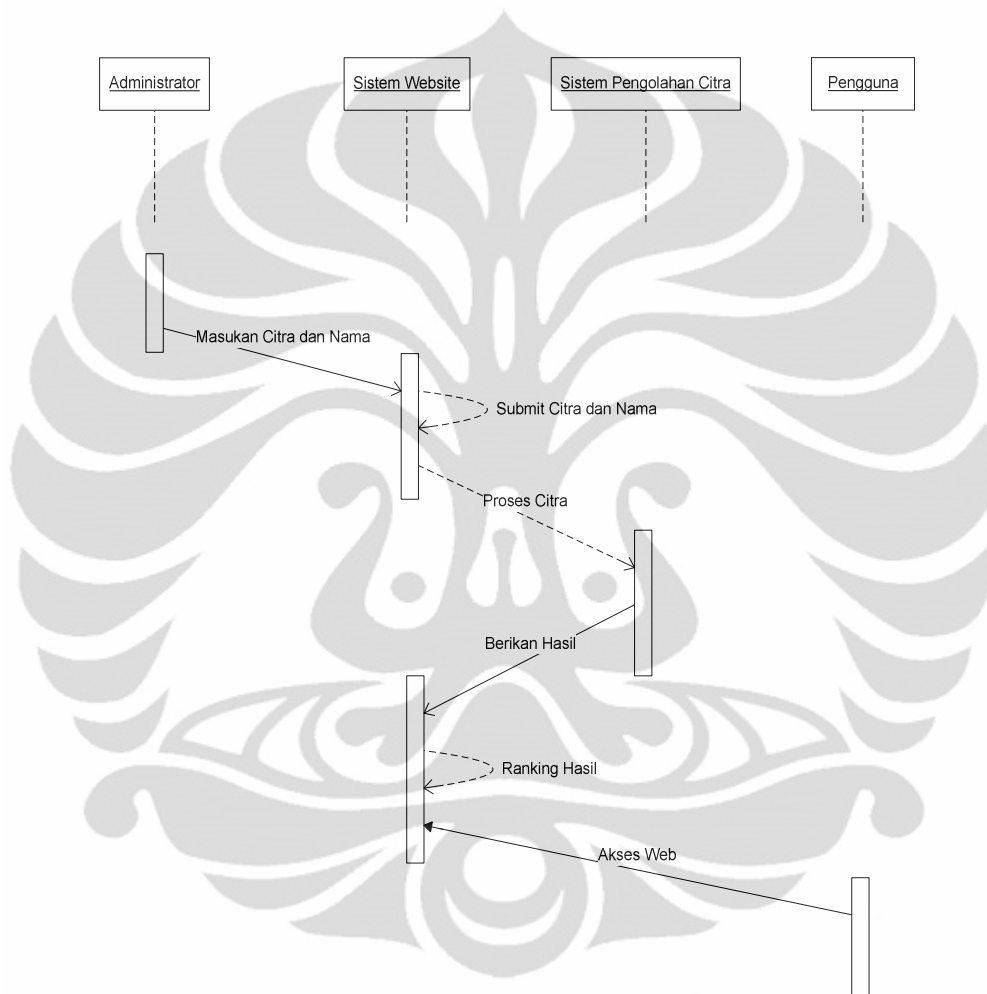 Administrator
Sistem Website
Sistem Pengolahan Citra
Pengguna
Masukan Citra dan Nama
Submit Citra dan Nama
Proses Citra
Berikan Hasil
Ranking Hasil
Akses Web